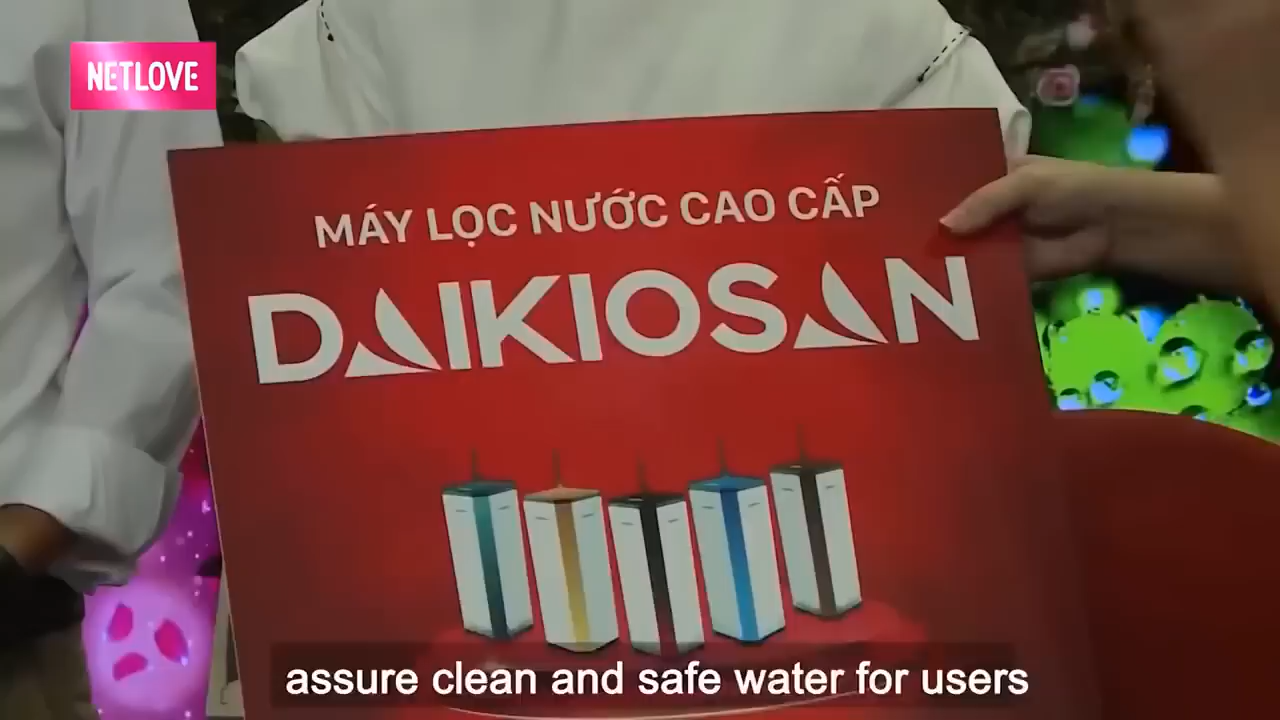 NETLOVE
MÁY LỌC NƯỚC CAO CẤP
DAIKIOSAN
assure clean and safe water for users